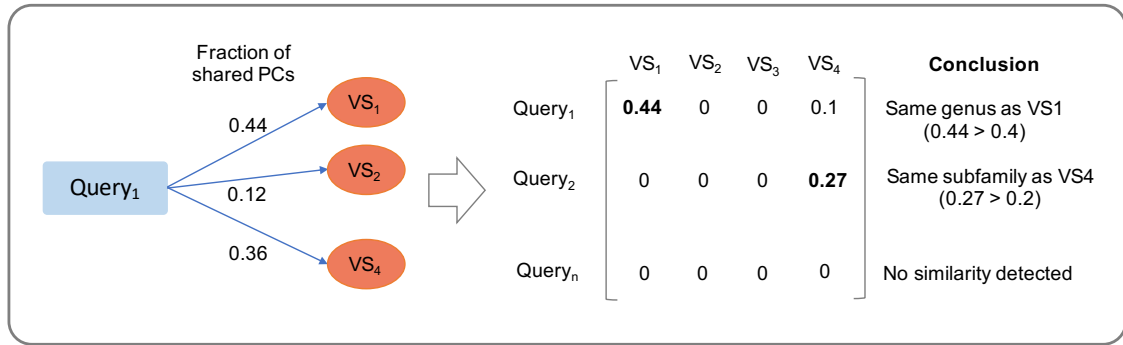 Fraction of
shared PCs
0.44
0.12
0.36
Query₁
VS₁
VS₂
VS₄
VS₁ VS₂ VS₃ VS₄ Conclusion
Query₁ 0.44 0 0 0.1 Same genus as VS1
(0.44 > 0.4)
Query₂ 0 0 0 0.27 Same subfamily as VS4
(0.27 > 0.2)
Queryₙ 0 0 0 0 No similarity detected